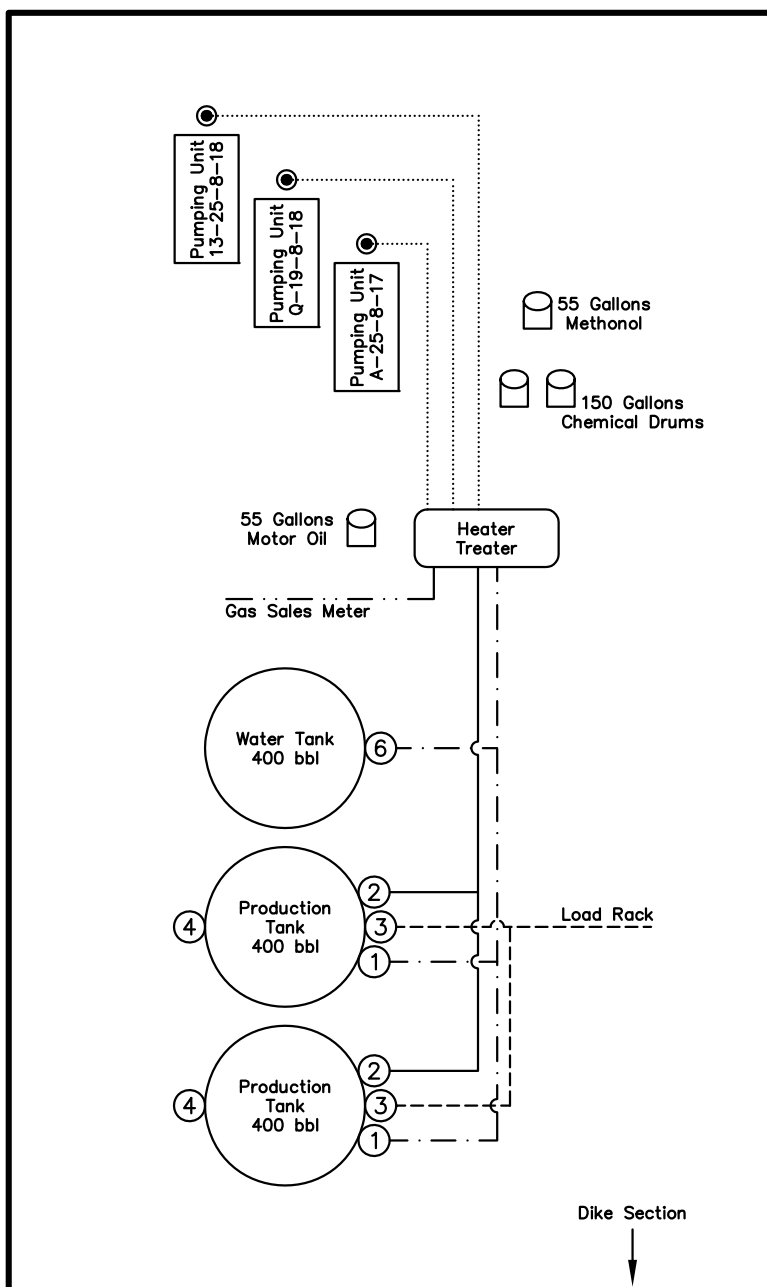 Pumping Unit
13-25-8-18
Pumping Unit
Q-19-8-18
Pumping Unit
A-25-8-17
55 Gallons
Methonol
150 Gallons
Chemical Drums
55 Gallons
Motor Oil
Heater
Treater
Gas Sales Meter
Water Tank
400 bbl
6
Production
Tank
400 bbl
4
2
3
1
Load Rack
Production
Tank
400 bbl
4
2
3
1
Dike Section